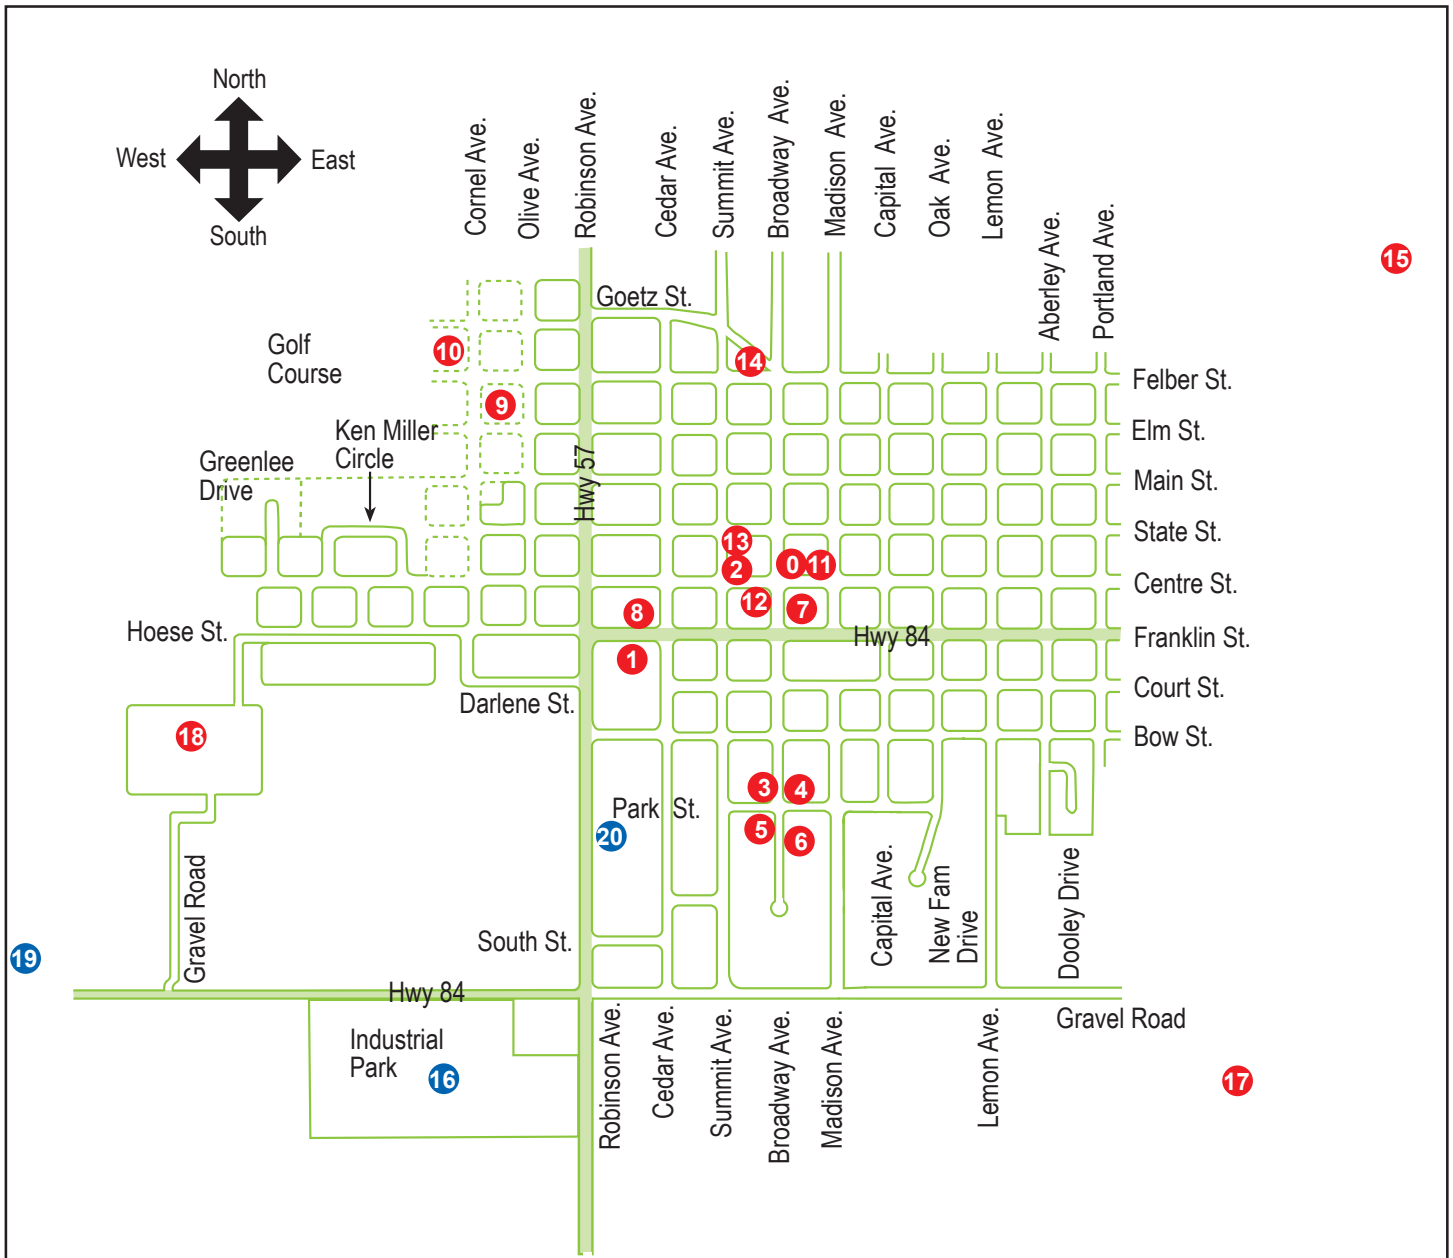 North
West
East
South
Cornel Ave.
Olive Ave.
Robinson Ave.
Cedar Ave.
Summit Ave.
Broadway Ave.
Madison Ave.
Capital Ave.
Oak Ave.
Lemon Ave.
Aberley Ave.
Portland Ave.
15
Goetz St.
Golf
Course
10
14
Felber St.
9
Elm St.
Ken Miller
Circle
Greenlee
Drive
Hwy 57
Main St.
State St.
13
2
0
11
Centre St.
12
7
8
Hoese St.
Hwy 84
Franklin St.
1
Court St.
Darlene St.
18
Bow St.
3
4
Park St.
20
5
6
Gravel Road
Capital Ave.
New Fam
Drive
Dooley Drive
South St.
19
Hwy 84
Gravel Road
Industrial
Park
16
Robinson Ave.
Cedar Ave.
Summit Ave.
Broadway Ave.
Madison Ave.
Lemon Ave.
17